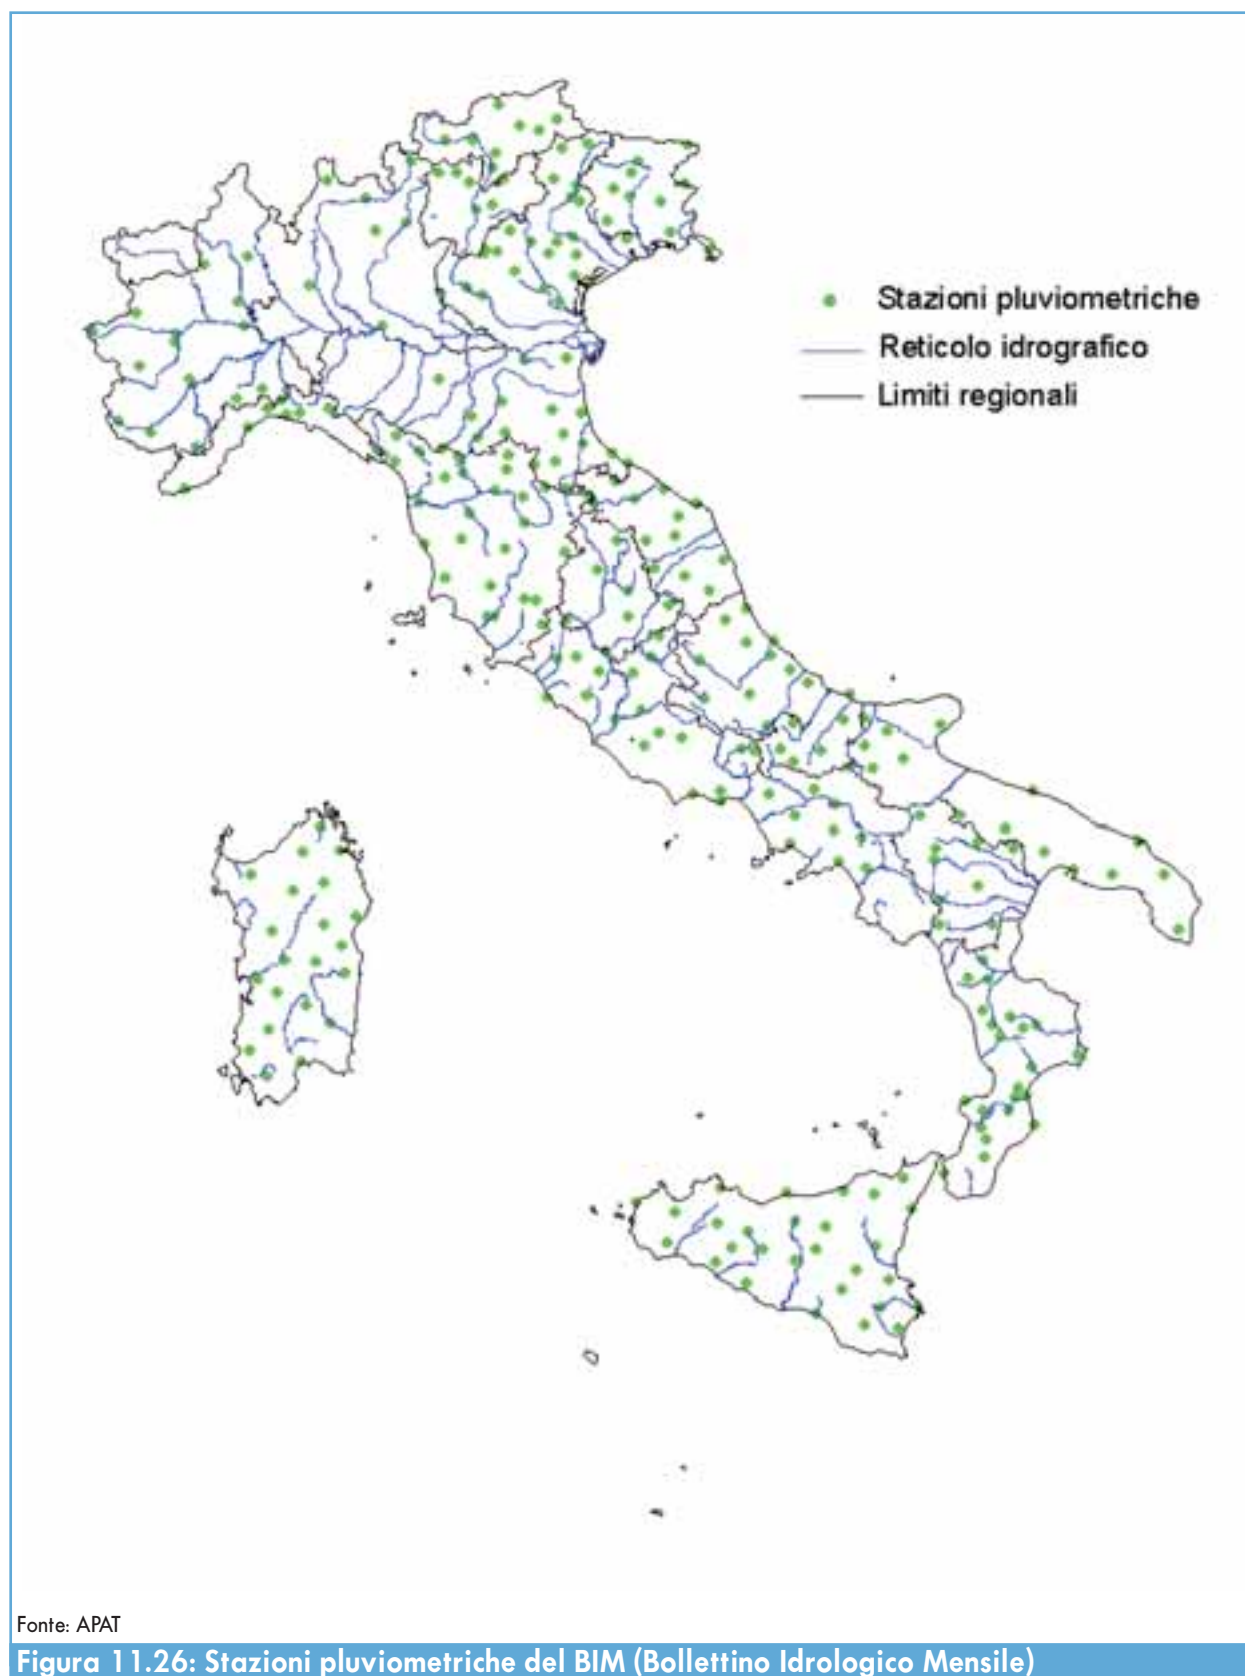 Stazioni pluviometriche
Reticolo idrografico
Limiti regionali
Fonte: APAT
Figura 11.26: Stazioni pluviometriche del BIM (Bollettino Idrologico Mensile)